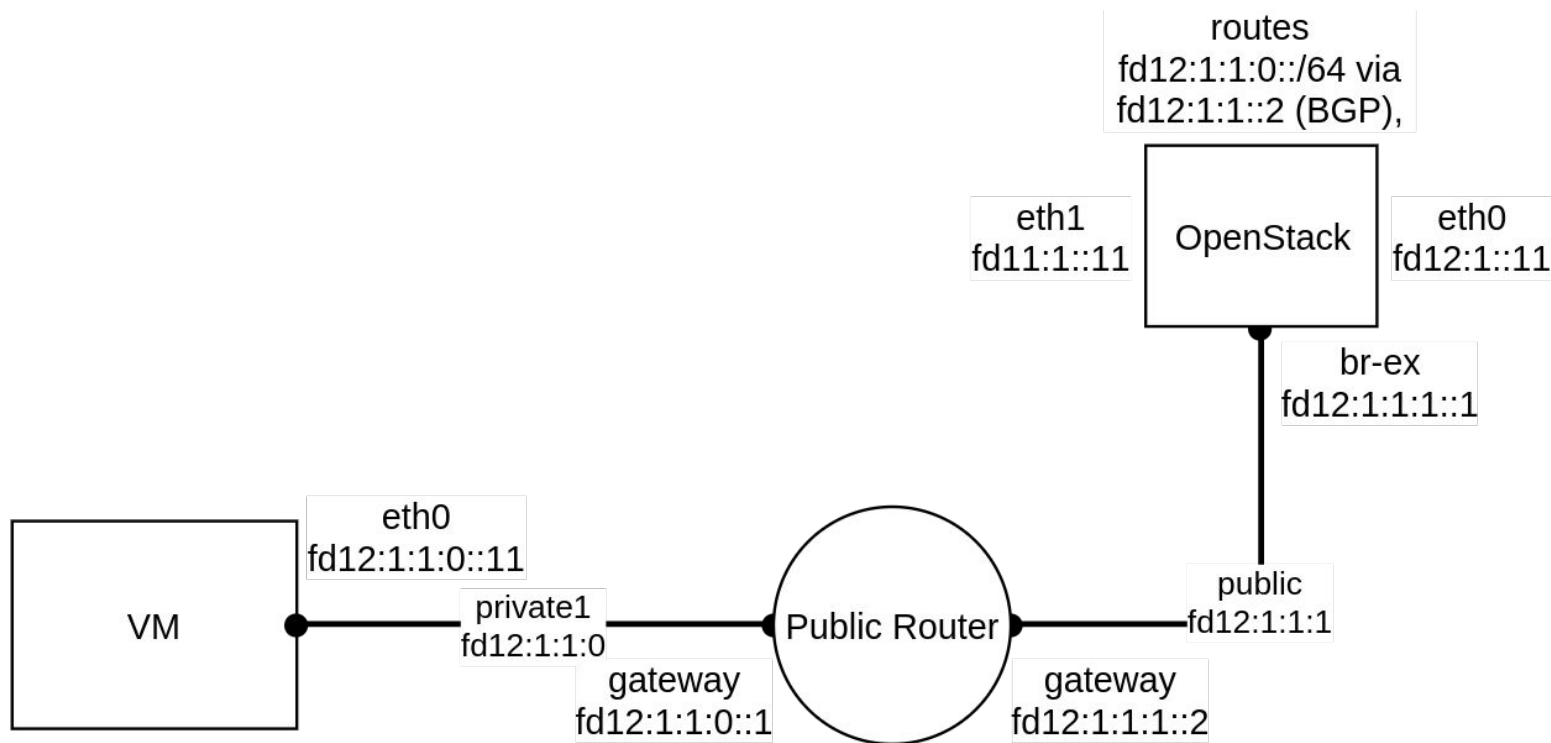 routes
fd12:1:1:0::/64 via
fd12:1:1::2 (BGP),
eth1
fd11:1::11
OpenStack
eth0
fd12:1::11
br-ex
fd12:1:1:1::1
eth0
fd12:1:1:0::11
VM
private1
fd12:1:1:0
gateway
fd12:1:1:0::1
Public Router
public
fd12:1:1:1
gateway
fd12:1:1:1::2